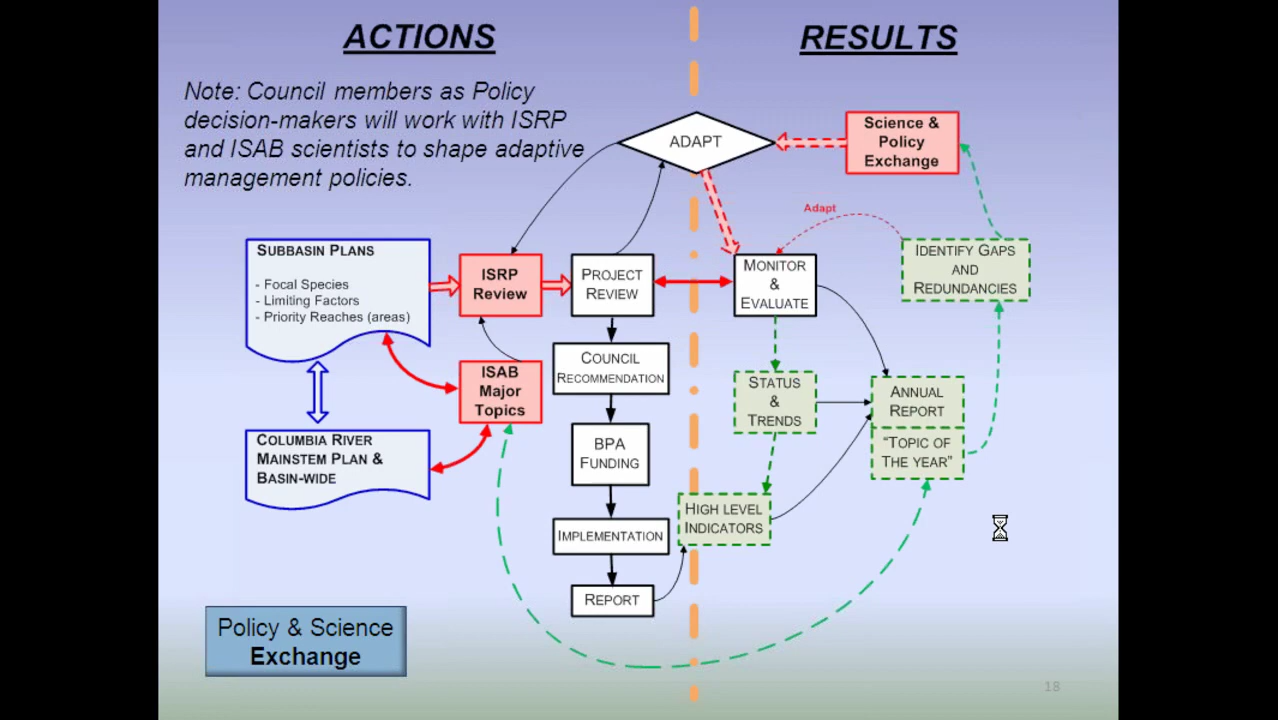 ACTIONS
RESULTS
Note: Council members as Policy
decision-makers will work with ISRP
and ISAB scientists to shape adaptive
management policies.
ADAPT
Science &
Policy
Exchange
Adapt
SUBBASIN PLANS
- Focal Species
- Limiting Factors
- Priority Reaches (areas)
ISRP
Review
PROJECT
REVIEW
MONITOR
&
EVALUATE
IDENTIFY GAPS
AND
REDUNDANCIES
COUNCIL
RECOMMENDATION
ISAB
Major
Topics
STATUS
&
TRENDS
ANNUAL
REPORT
"TOPIC OF
THE YEAR"
COLUMBIA RIVER
MAINSTEM PLAN &
BASIN-WIDE
BPA
FUNDING
HIGH LEVEL
INDICATORS
IMPLEMENTATION
REPORT
Policy & Science
Exchange
18